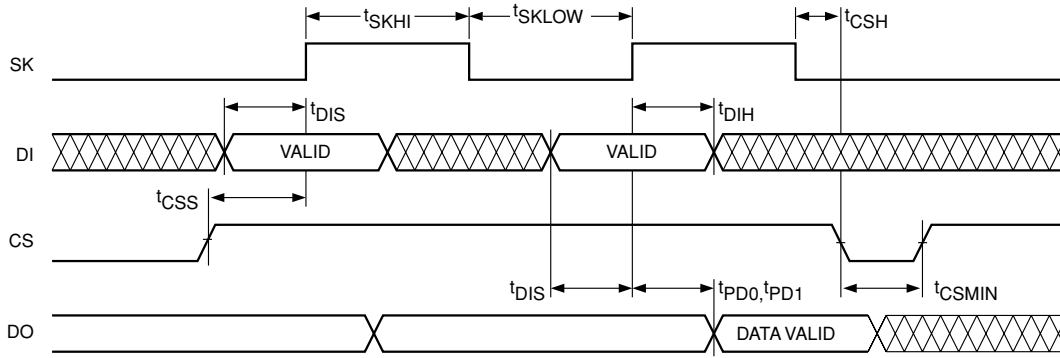 tSKHI tSKLOW tCSH
SK
tDIS tDIH
DI VALID VALID
tCSS
CS
tDIS tPD0,tPD1 tCSMIN
DO DATA VALID